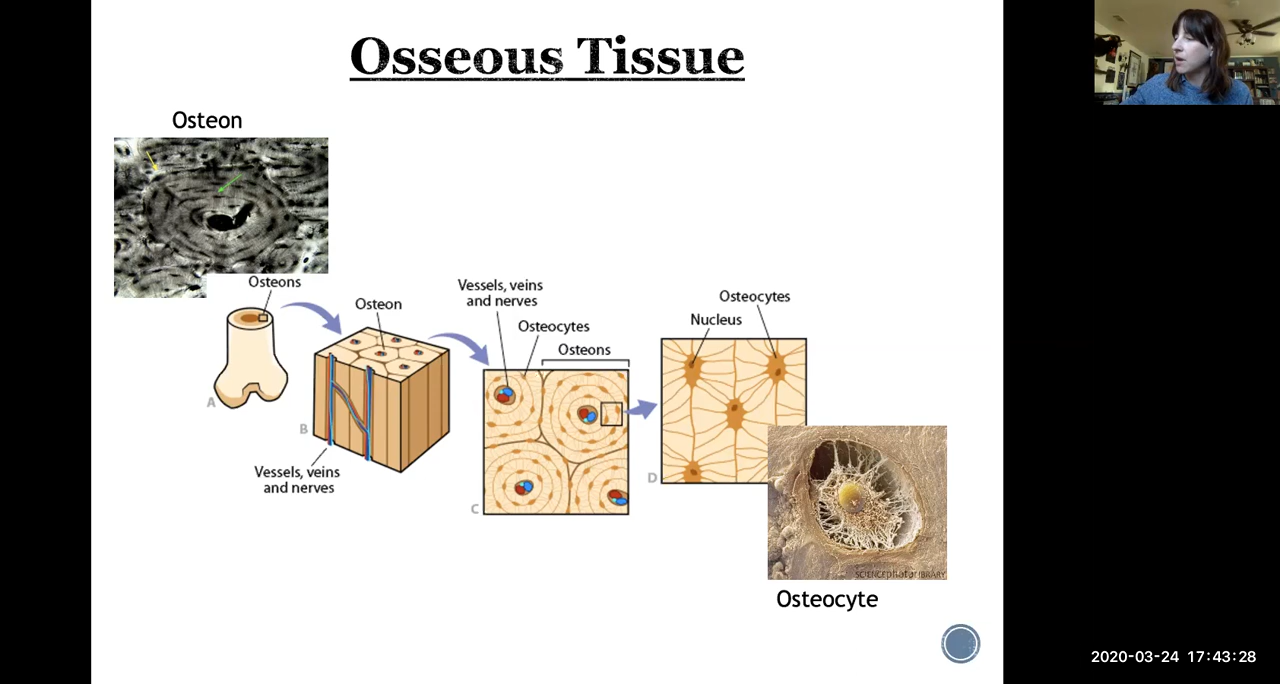 Osseous Tissue
Osteon
Osteons
Osteon
Vessels, veins
and nerves
Osteocytes
Osteons
Osteocytes
Nucleus
A
B
Vessels, veins
and nerves
C
D
SCIENCEphotoLIBRARY
Osteocyte
2020-03-24 17:43:28